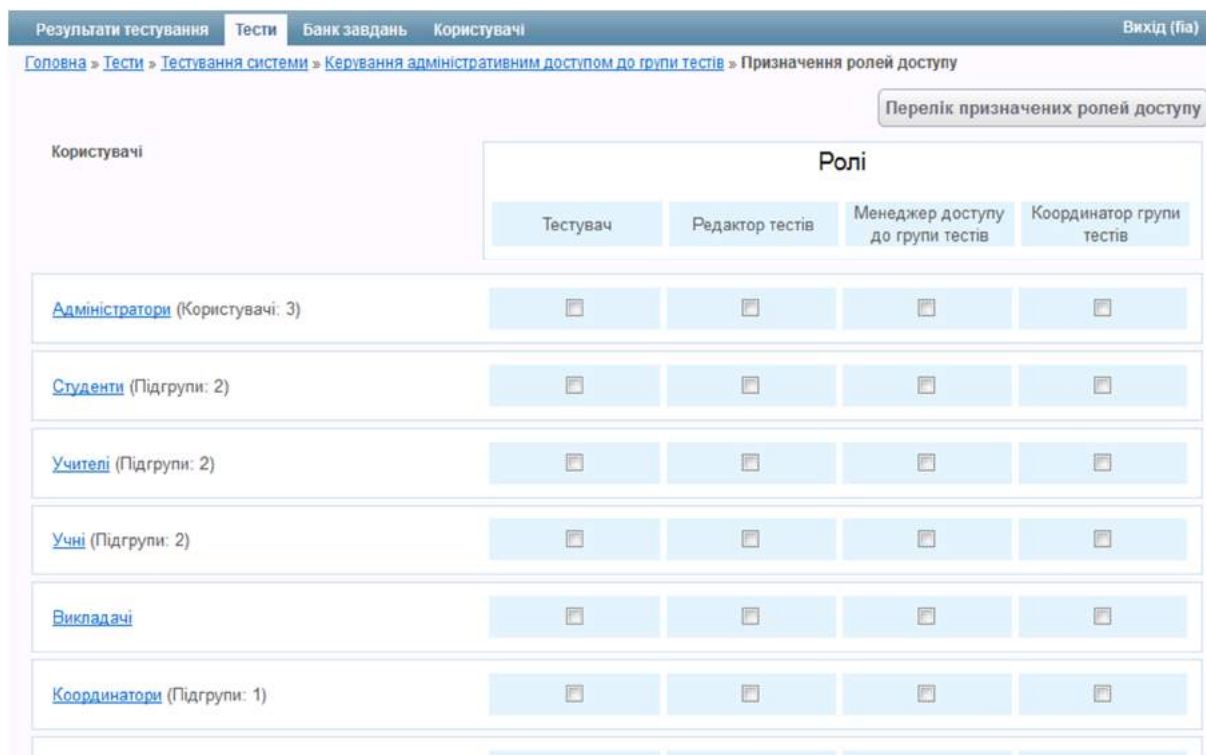 Результати тестування Тести Банк завдань Користувачі Вихід (fia)
Головна » Тести » Тестування системи » Керування адміністративним доступом до групи тестів » Призначення ролей доступу
Перелік призначених ролей доступу
Користувачі
Ролі
Тестувач
Редактор тестів
Менеджер доступу
до групи тестів
Координатор групи
тестів
Адміністратори (Користувачі: 3)
Студенти (Підгрупи: 2)
Учителі (Підгрупи: 2)
Учні (Підгрупи: 2)
Викладачі
Координатори (Підгрупи: 1)